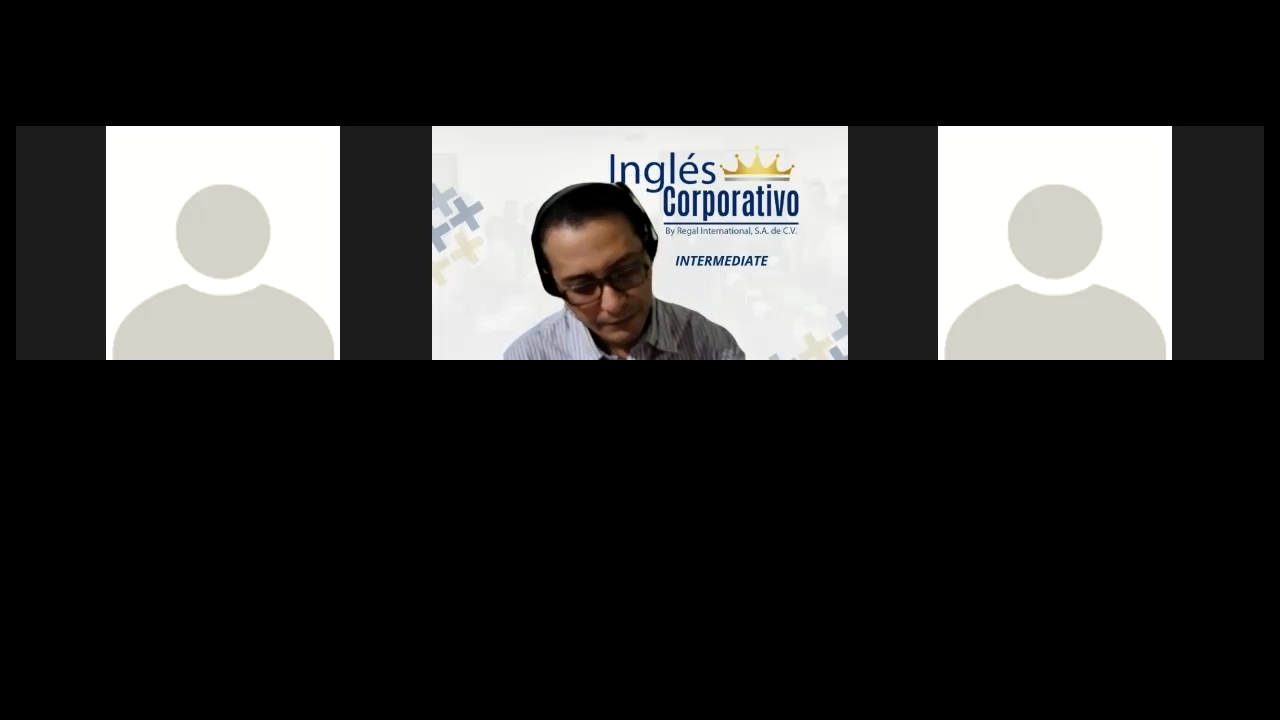 Inglés
Corporativo
By Regal International, S.A. de C.V.
INTERMEDIATE